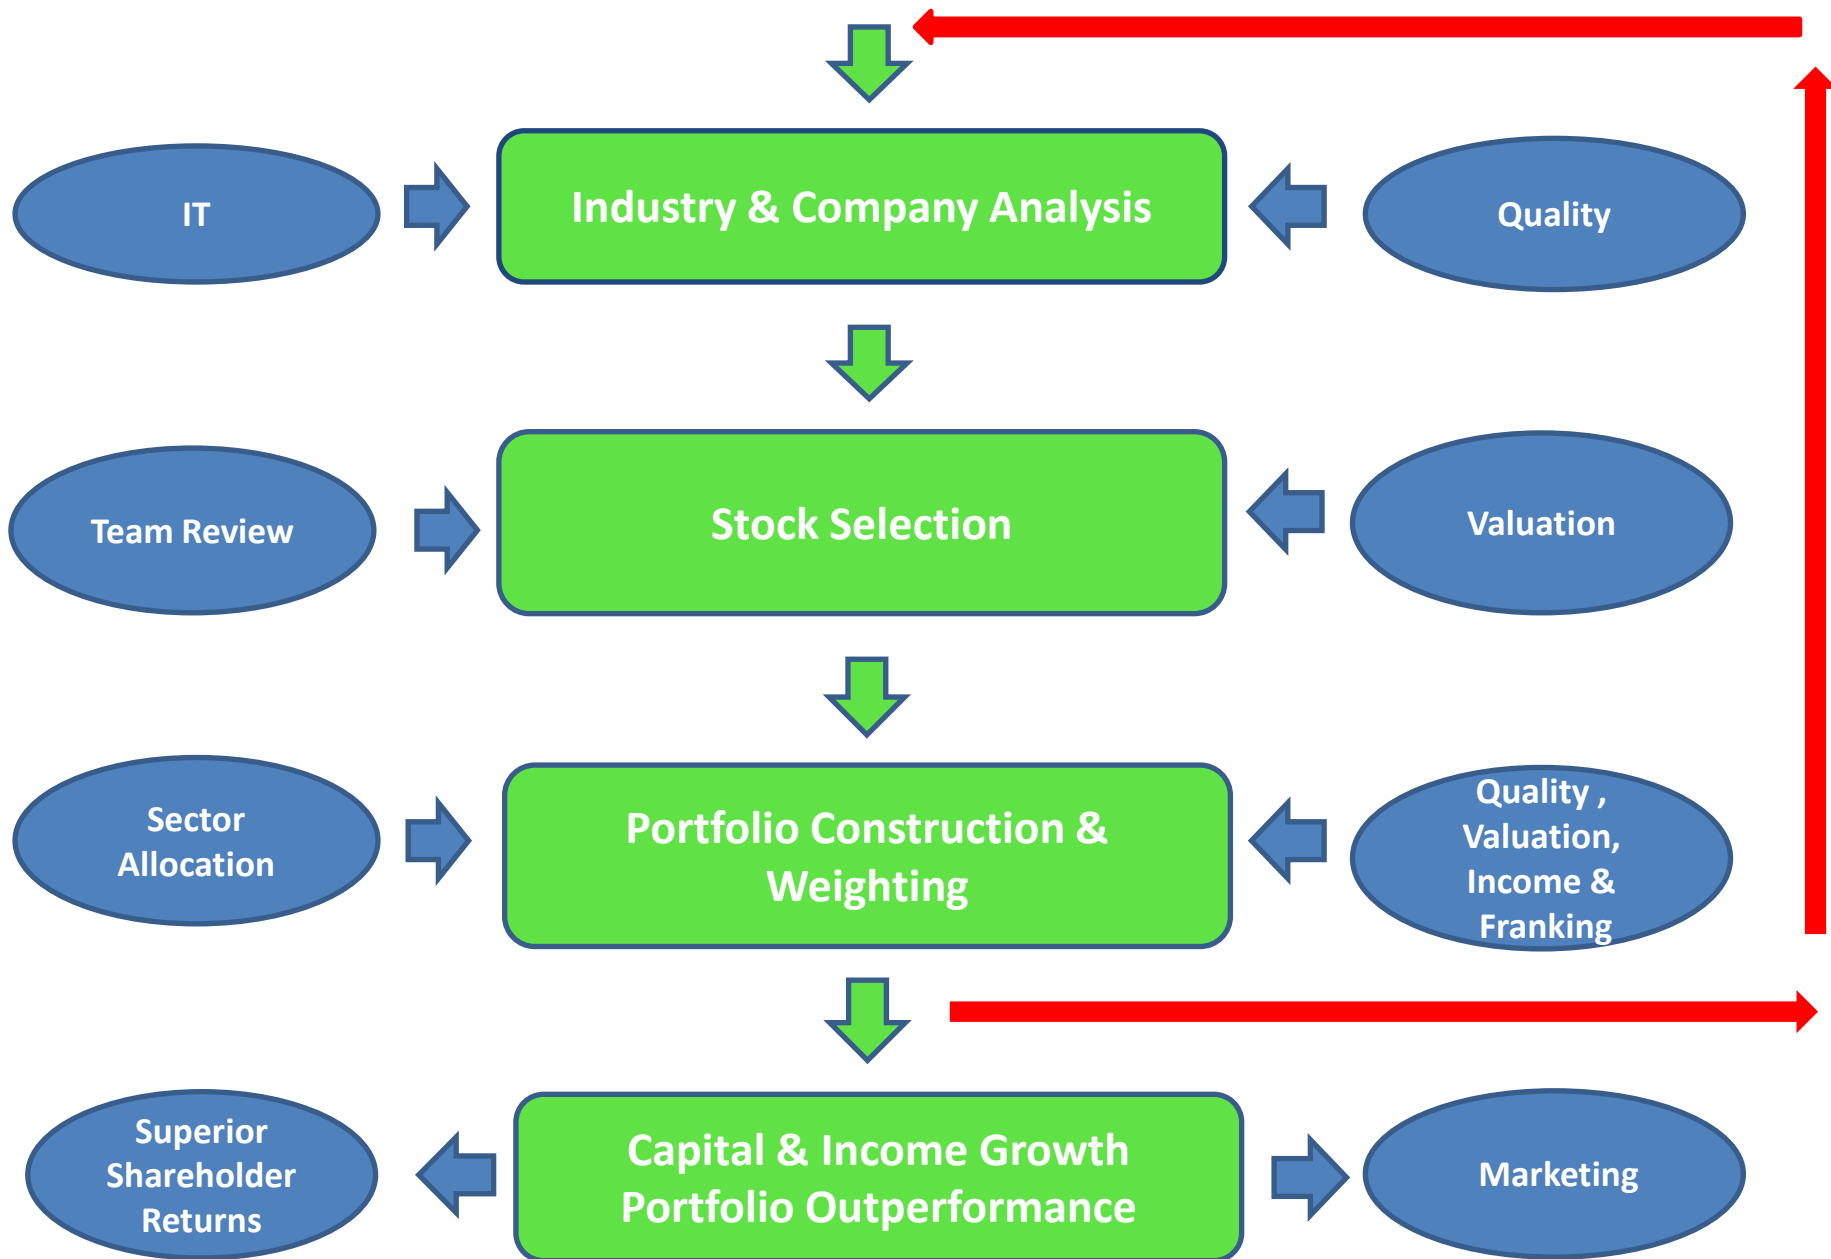 IT
Industry & Company Analysis
Quality
Team Review
Stock Selection
Valuation
Sector
Allocation
Portfolio Construction &
Weighting
Quality ,
Valuation,
Income &
Franking
Superior
Shareholder
Returns
Capital & Income Growth
Portfolio Outperformance
Marketing